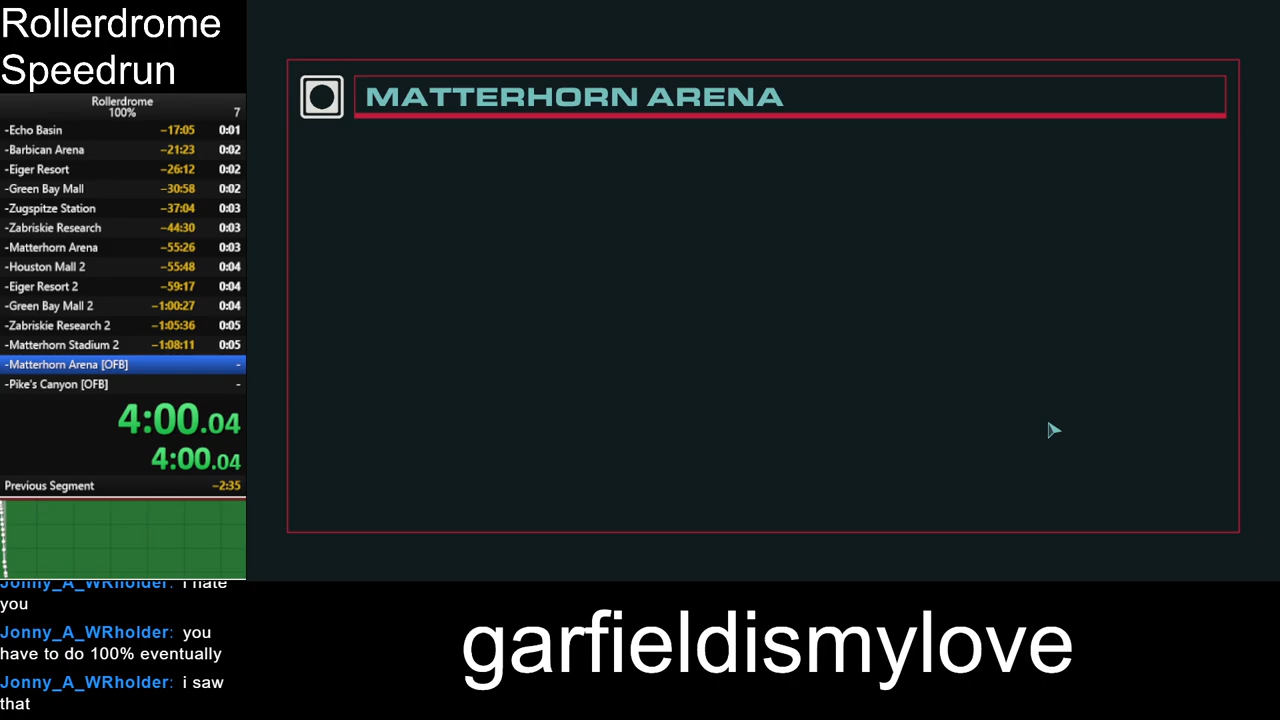 Rollerdrome
Speedrun
Rollerdrome
100% 7
-Echo Basin −17:05 0:01
-Barbican Arena −21:23 0:02
-Eiger Resort −26:12 0:02
-Green Bay Mall −30:58 0:02
-Zugspitze Station −37:04 0:03
-Zabriskie Research −44:30 0:03
-Matterhorn Arena −55:26 0:03
-Houston Mall 2 −55:48 0:04
-Eiger Resort 2 −59:17 0:04
-Green Bay Mall 2 −1:00:27 0:04
-Zabriskie Research 2 −1:05:36 0:05
-Matterhorn Stadium 2 −1:08:11 0:05
-Matterhorn Arena [OFB] -
-Pike's Canyon [OFB] -
4:00.04
4:00.04
Previous Segment −2:35
Jonny_A_WRholder: i hate
you
Jonny_A_WRholder: you
have to do 100% eventually
Jonny_A_WRholder: i saw
that
MATTERHORN ARENA
garfieldismylove